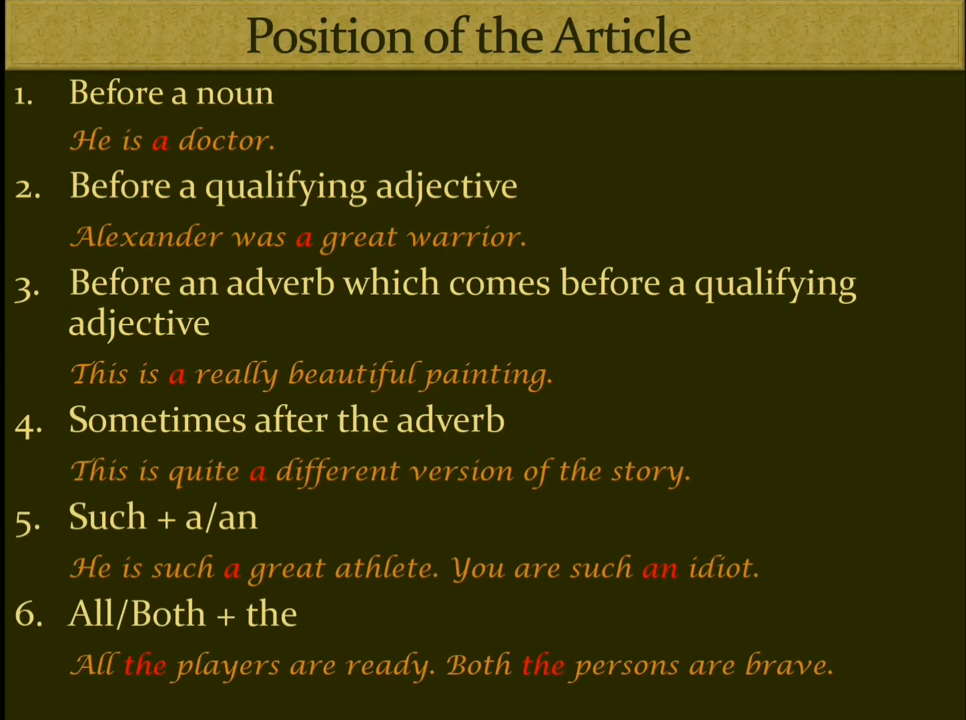 Position of the Article
1. Before a noun
He is a doctor.
2. Before a qualifying adjective
Alexander was a great warrior.
3. Before an adverb which comes before a qualifying
adjective
This is a really beautiful painting.
4. Sometimes after the adverb
This is quite a different version of the story.
5. Such + a/an
He is such a great athlete. You are such an idiot.
6. All/Both + the
All the players are ready. Both the persons are brave.